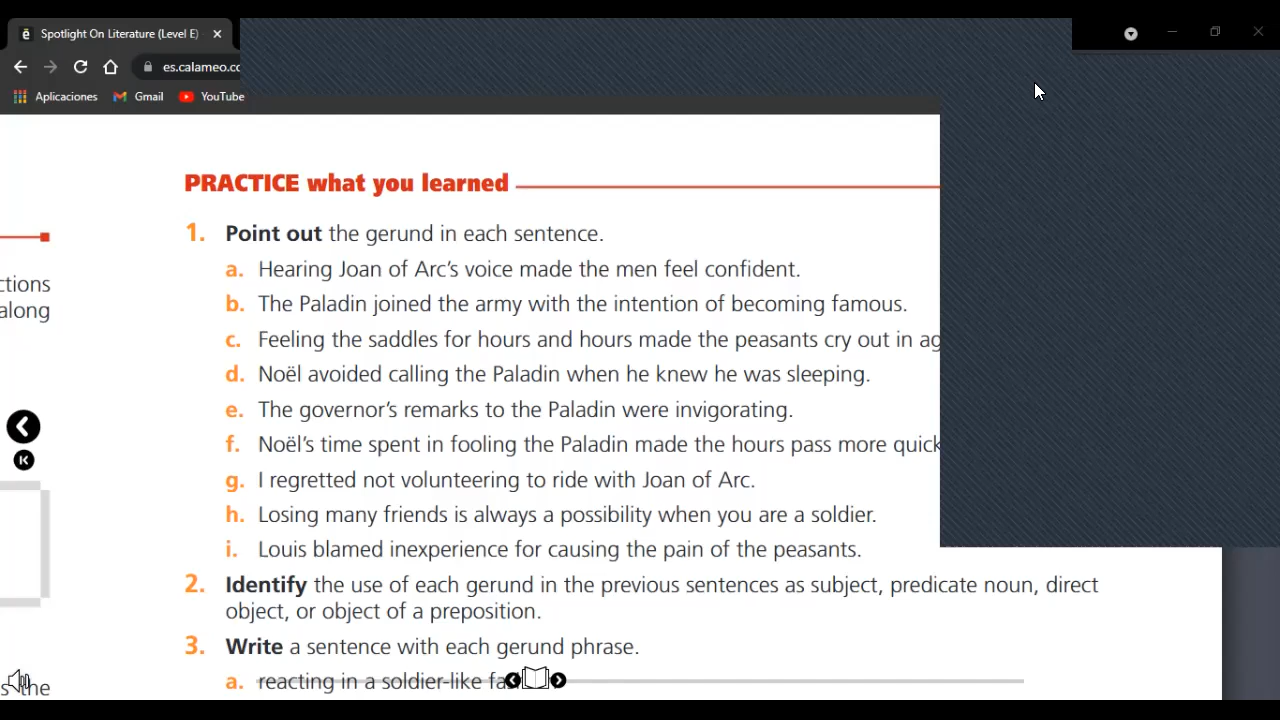 Spotlight On Literature (Level E)
es.calameo.co
Aplicaciones Gmail YouTube
PRACTICE what you learned
ctions
along
1. Point out the gerund in each sentence.
a. Hearing Joan of Arc's voice made the men feel confident.
b. The Paladin joined the army with the intention of becoming famous.
c. Feeling the saddles for hours and hours made the peasants cry out in ag
d. Noël avoided calling the Paladin when he knew he was sleeping.
e. The governor's remarks to the Paladin were invigorating.
f. Noël's time spent in fooling the Paladin made the hours pass more quick
g. I regretted not volunteering to ride with Joan of Arc.
h. Losing many friends is always a possibility when you are a soldier.
i. Louis blamed inexperience for causing the pain of the peasants.
2. Identify the use of each gerund in the previous sentences as subject, predicate noun, direct
object, or object of a preposition.
3. Write a sentence with each gerund phrase.
a. reacting in a soldier-like fa
s the